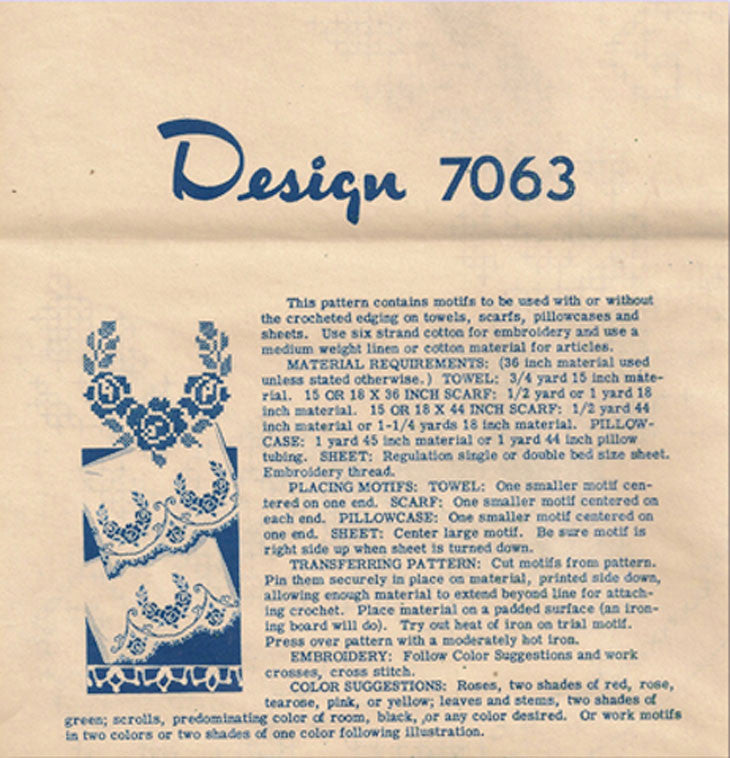 Design 7063
This pattern contains motifs to be used with or without
the crocheted edging on towels, scarfs, pillowcases and
sheets. Use six strand cotton for embroidery and use a
medium weight linen or cotton material for articles.
MATERIAL REQUIREMENTS: (36 inch material used
unless stated otherwise.) TOWEL: 3/4 yard 15 inch mate-
rial. 15 OR 18 X 36 INCH SCARF: 1/2 yard or 1 yard 18
inch material. 15 OR 18 X 44 INCH SCARF: 1/2 yard 44
inch material or 1-1/4 yards 18 inch material. PILLOW-
CASE: 1 yard 45 inch material or 1 yard 44 inch pillow
tubing. SHEET: Regulation single or double bed size sheet.
Embroidery thread.
PLACING MOTIFS: TOWEL: One smaller motif cen-
tered on one end. SCARF: One smaller motif centered on
each end. PILLOWCASE: One smaller motif centered on
one end. SHEET: Center large motif. Be sure motif is
right side up when sheet is turned down.
TRANSFERRING PATTERN: Cut motifs from pattern.
Pin them securely in place on material, printed side down,
allowing enough material to extend beyond line for attach-
ing crochet. Place material on a padded surface (an iron-
ing board will do). Try out heat of iron on trial motif.
Press over pattern with a moderately hot iron.
EMBROIDERY: Follow Color Suggestions and work
crosses, cross stitch.
COLOR SUGGESTIONS: Roses, two shades of red, rose,
tearose, pink, or yellow; leaves and stems, two shades of
green; scrolls, predominating color of room, black, or any color desired. Or work motifs
in two colors or two shades of one color following illustration.